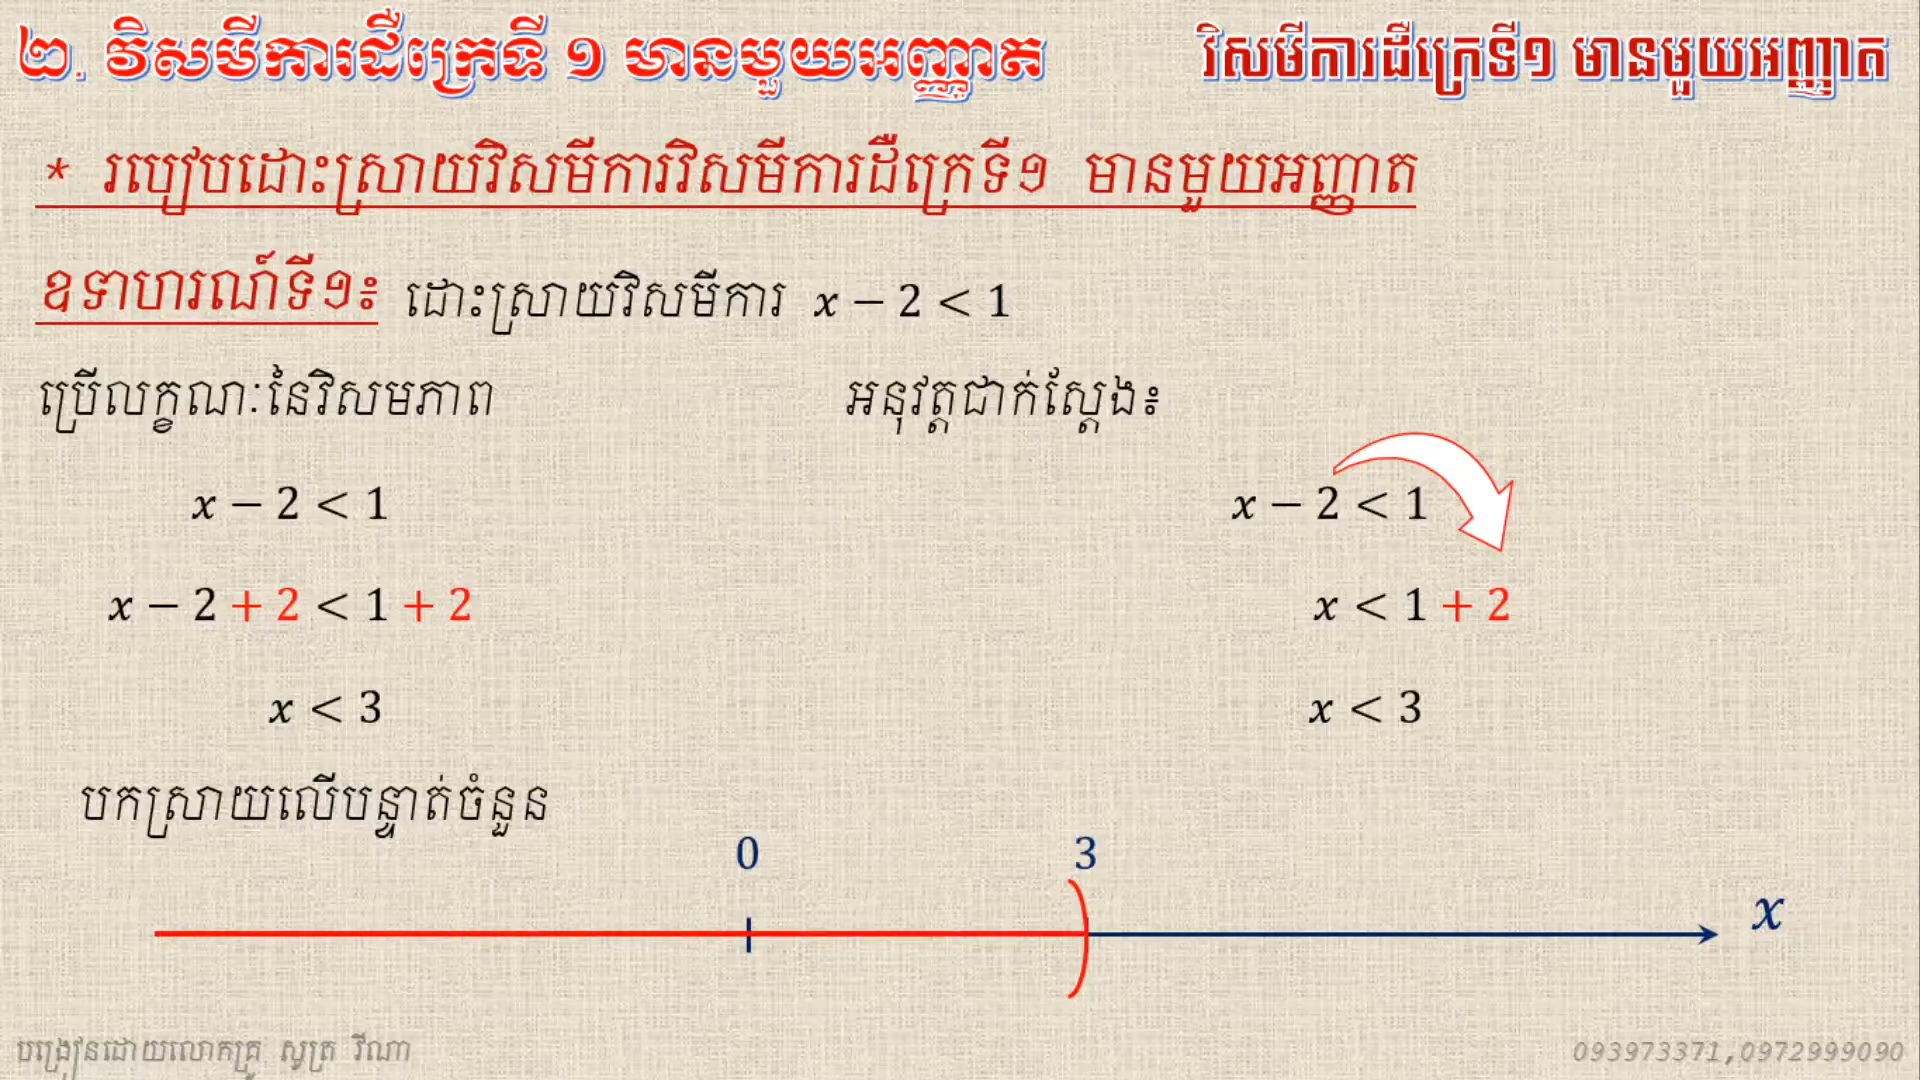 ២. វិសមីការដឺក្រេទី ១ មានមួយអញ្ញាត
វិសមីការដឺក្រេទី១ មានមួយអញ្ញាត
* របៀបដោះស្រាយវិសមីការវិសមីការដឺក្រេទី១ មានមួយអញ្ញាត
ឧទាហរណ៍ទី១៖ ដោះស្រាយវិសមីការ x − 2 < 1
ប្រើលក្ខណៈនៃវិសមភាព
x − 2 < 1
x − 2 + 2 < 1 + 2
x < 3
អនុវត្តជាក់ស្តែង៖
x − 2 < 1
x < 1 + 2
x < 3
បកស្រាយលើបន្ទាត់ចំនួន
0 3
x
បង្រៀនដោយលោកគ្រូ សូត្រ វីណា
093973371,0972999090